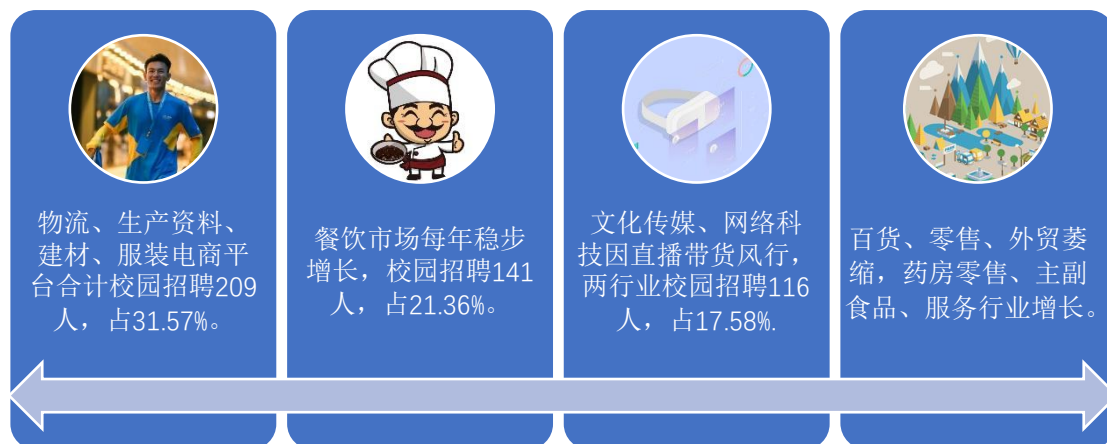 物流、生产资料、
建材、服装电商平
台合计校园招聘209
人，占31.57%。
餐饮市场每年稳步
增长，校园招聘141
人，占21.36%。
文化传媒、网络科
技因直播带货风行，
两行业校园招聘116
人，占17.58%.
百货、零售、外贸萎
缩，药房零售、主副
食品、服务行业增长。